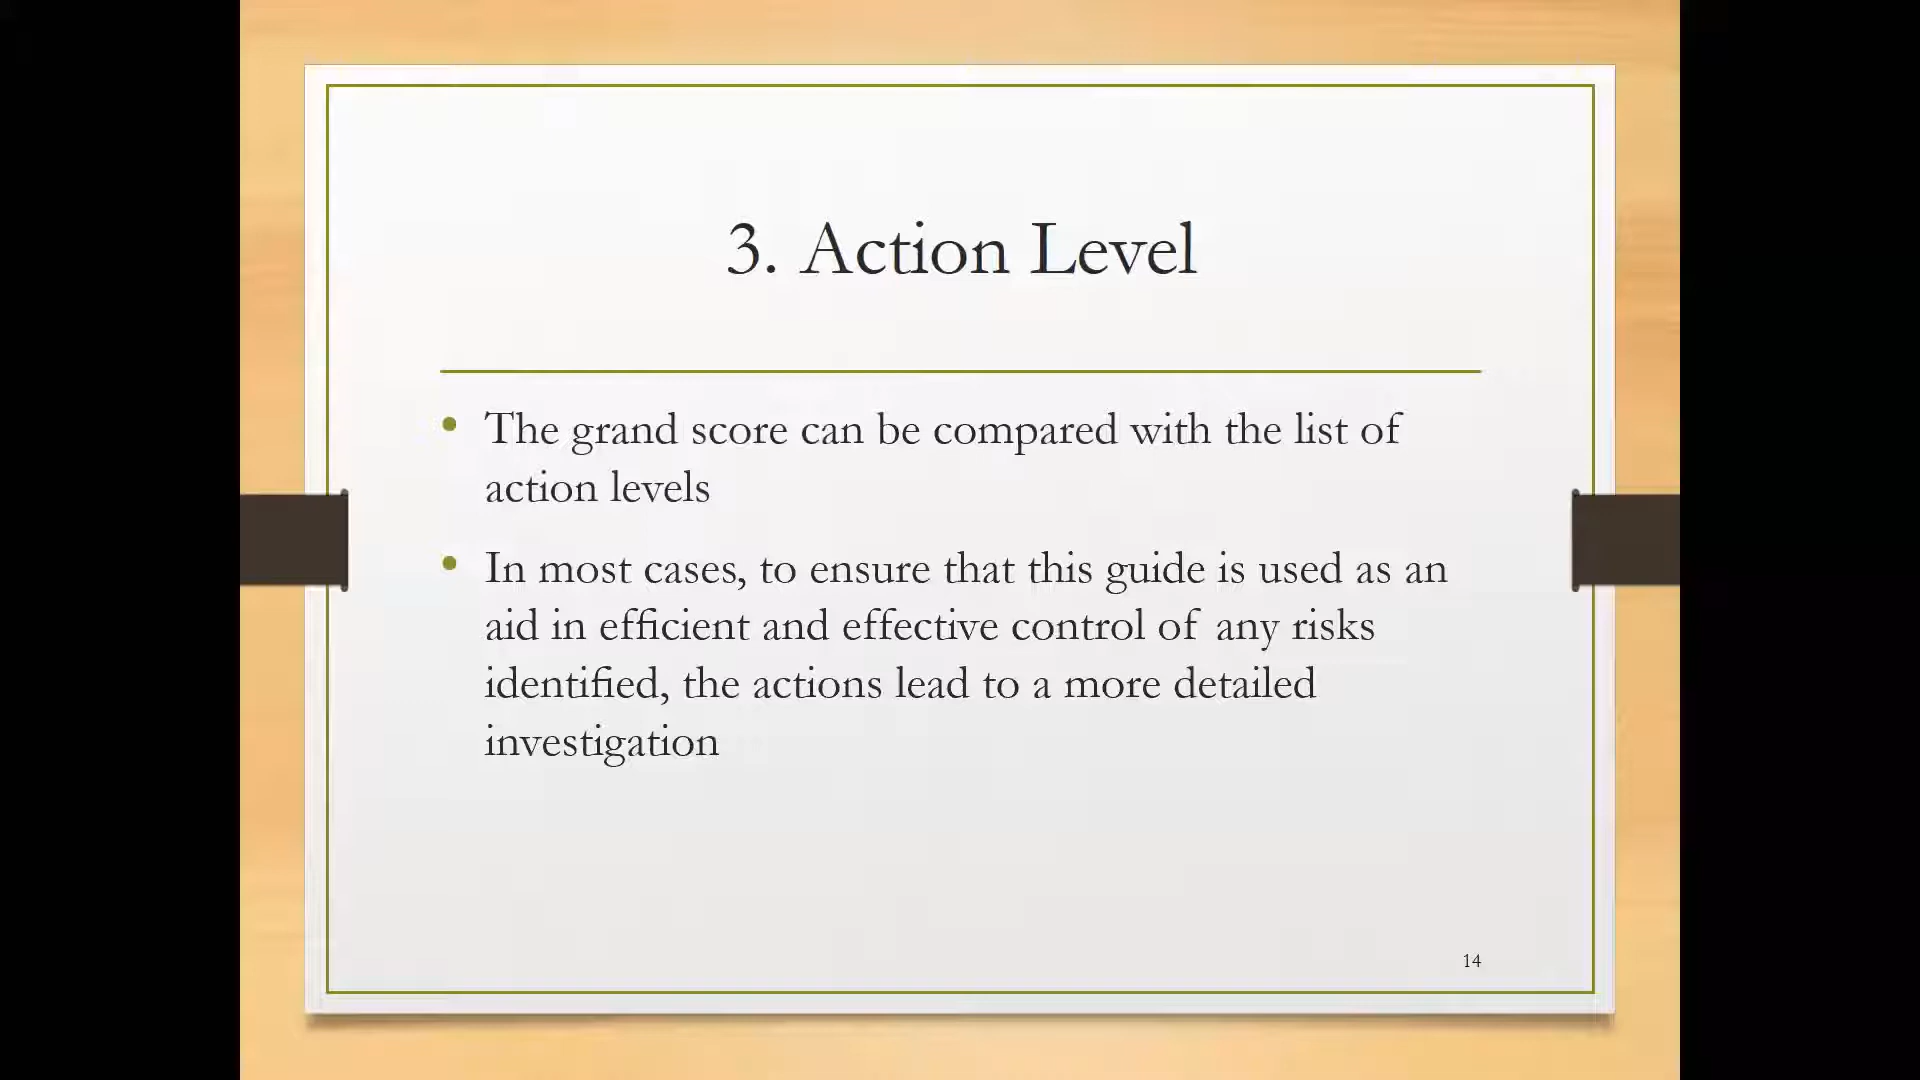 3. Action Level
• The grand score can be compared with the list of
action levels
• In most cases, to ensure that this guide is used as an
aid in efficient and effective control of any risks
identified, the actions lead to a more detailed
investigation
14